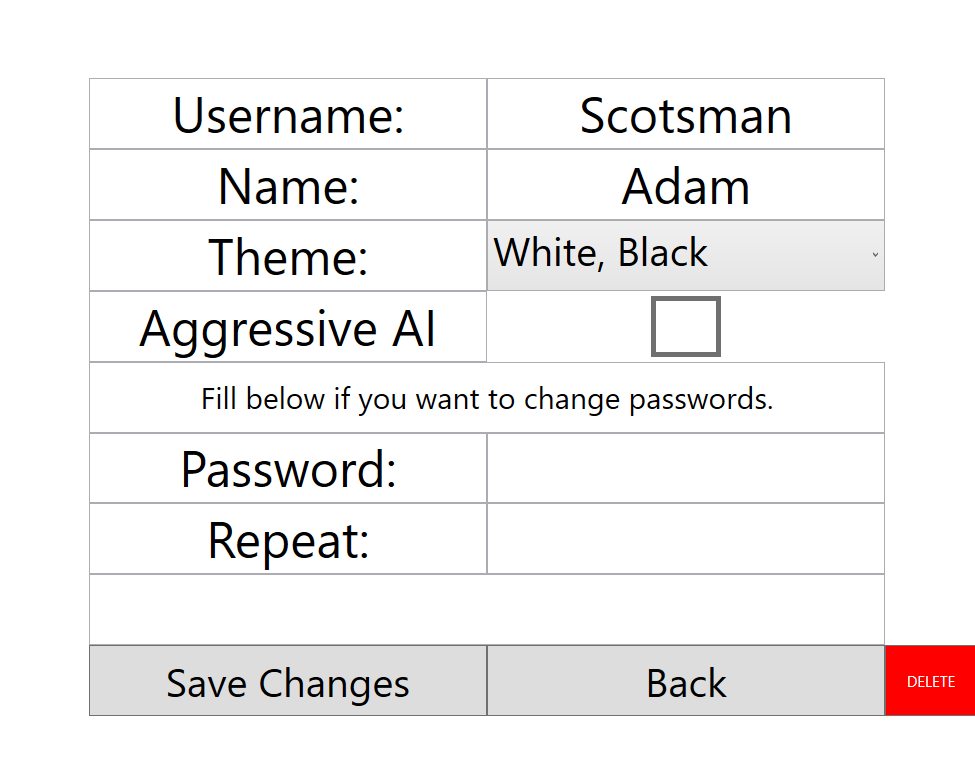 Username: Scotsman
Name: Adam
Theme: White, Black
Aggressive AI
Fill below if you want to change passwords.
Password:
Repeat:
Save Changes Back DELETE